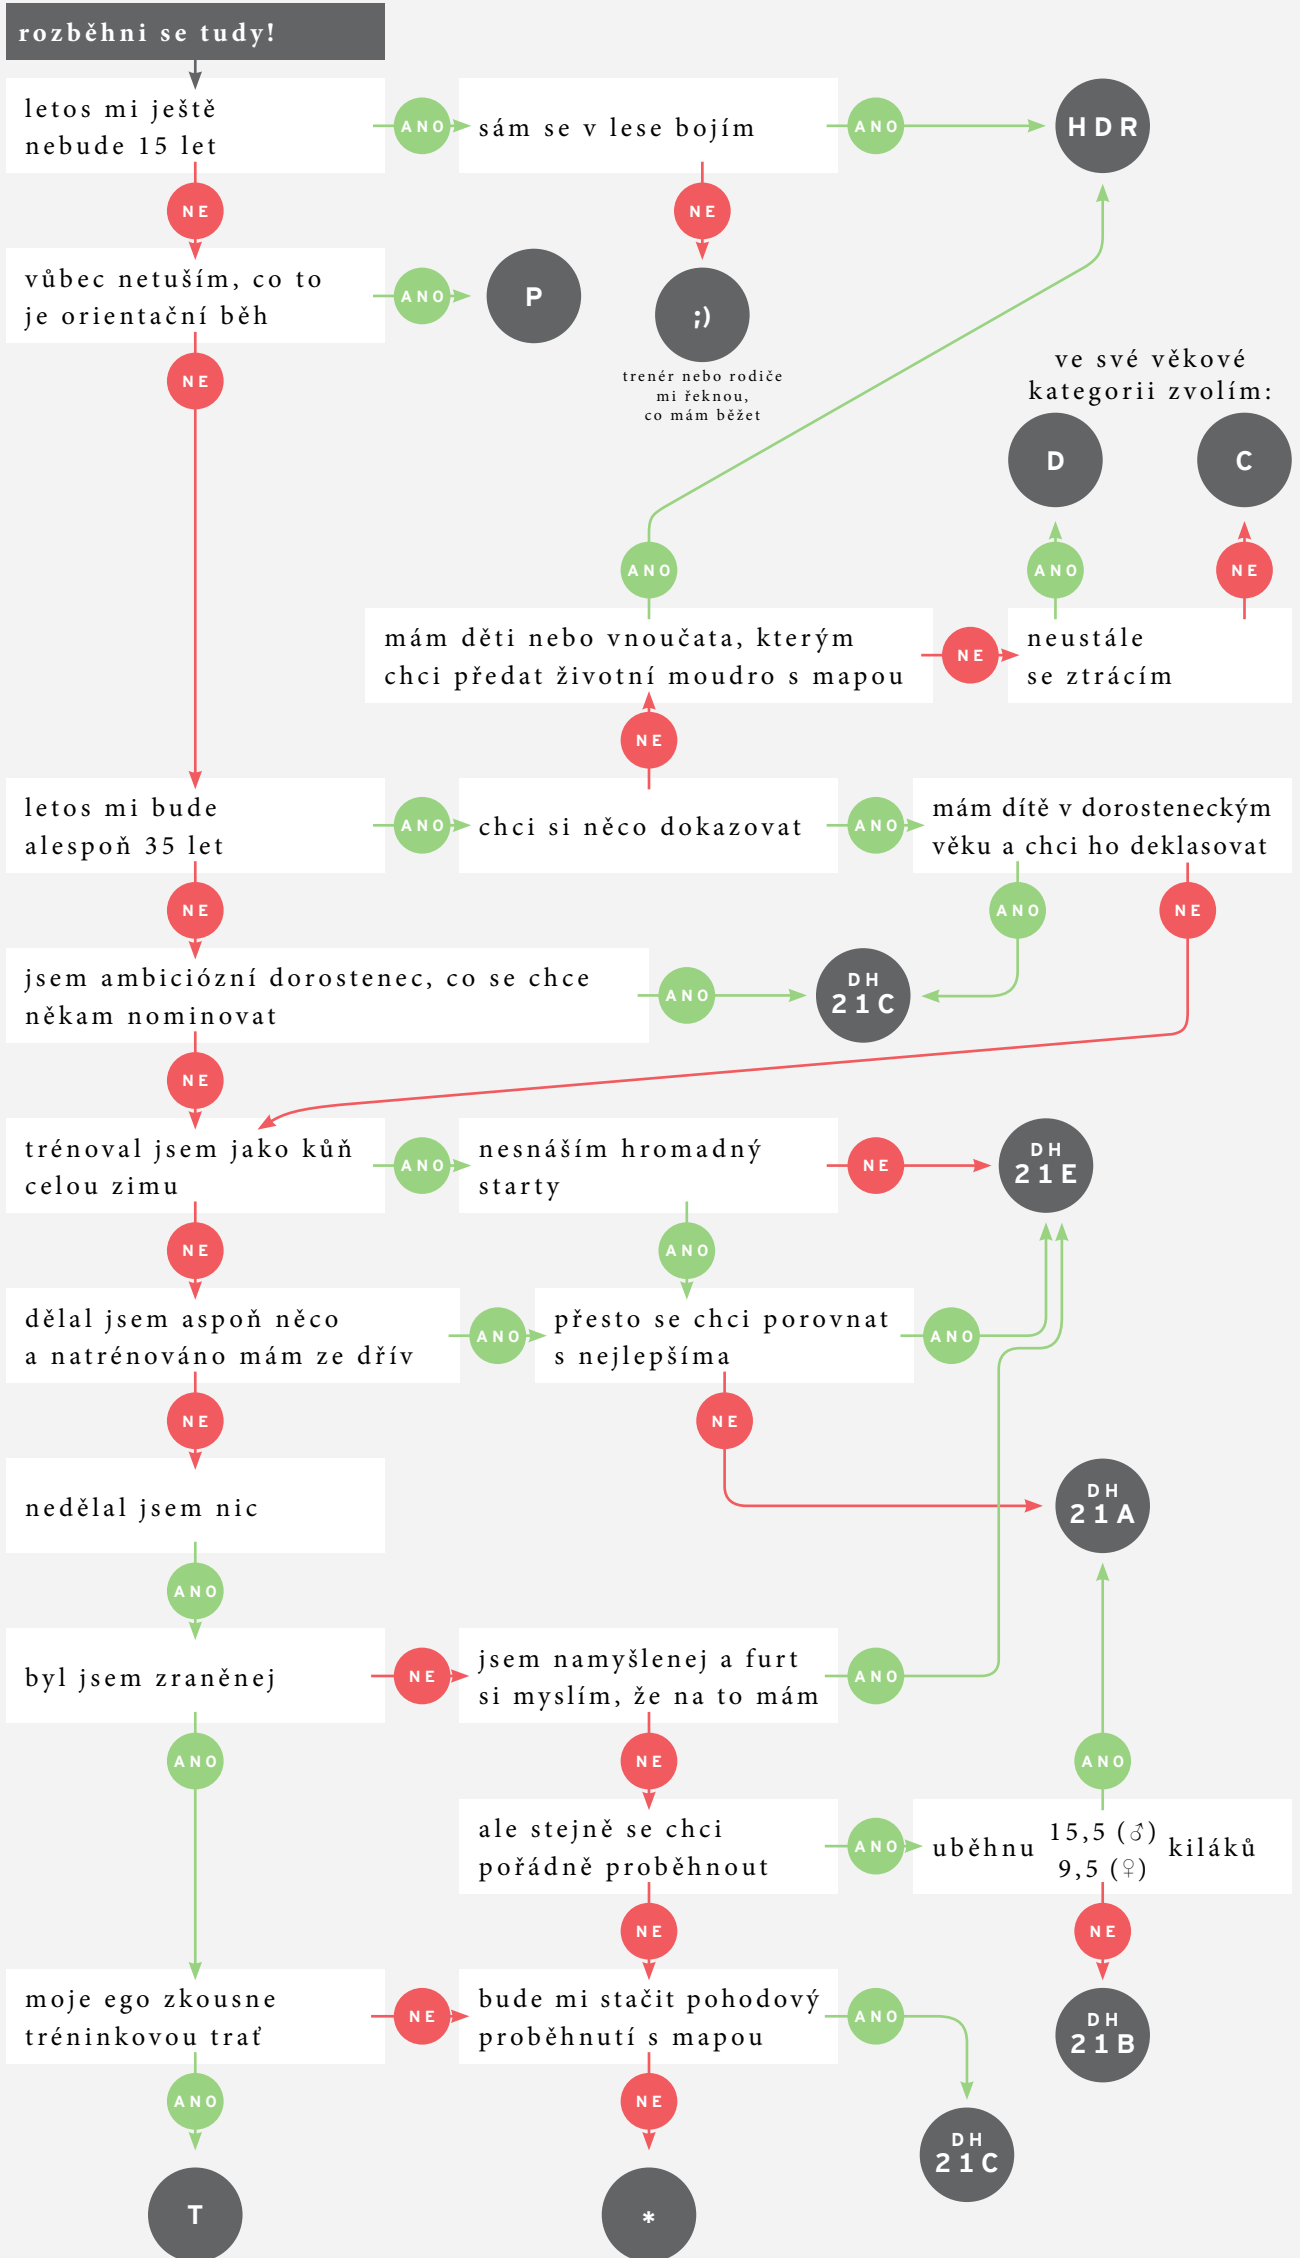 rozběhni se tudy!
letos mi ještě
nebude 15 let
ANO
sám se v lese bojím
ANO
HDR
NE
NE
vůbec netuším, co to
je orientační běh
ANO
P
;)
trenér nebo rodiče
mi řeknou,
co mám běžet
NE
ve své věkové
kategorii zvolím:
D
C
ANO
ANO
NE
mám děti nebo vnoučata, kterým
chci předat životní moudro s mapou
NE
neustále
se ztrácím
NE
letos mi bude
alespoň 35 let
ANO
chci si něco dokazovat
ANO
mám dítě v dorosteneckým
věku a chci ho deklasovat
NE
ANO
NE
jsem ambiciózní dorostenec, co se chce
někam nominovat
ANO
DH
21C
NE
trénoval jsem jako kůň
celou zimu
ANO
nesnáším hromadný
starty
NE
DH
21E
NE
ANO
dělal jsem aspoň něco
a natrénováno mám ze dřív
ANO
přesto se chci porovnat
s nejlepšíma
ANO
NE
NE
nedělal jsem nic
DH
21A
ANO
byl jsem zraněnej
NE
jsem namyšlenej a furt
si myslím, že na to mám
ANO
ANO
NE
ANO
ale stejně se chci
pořádně proběhnout
ANO
uběhnu 15,5 (♂) kiláků
9,5 (♀)
NE
NE
moje ego zkousne
tréninkovou trať
NE
bude mi stačit pohodový
proběhnutí s mapou
ANO
DH
21B
ANO
NE
DH
21C
T
*